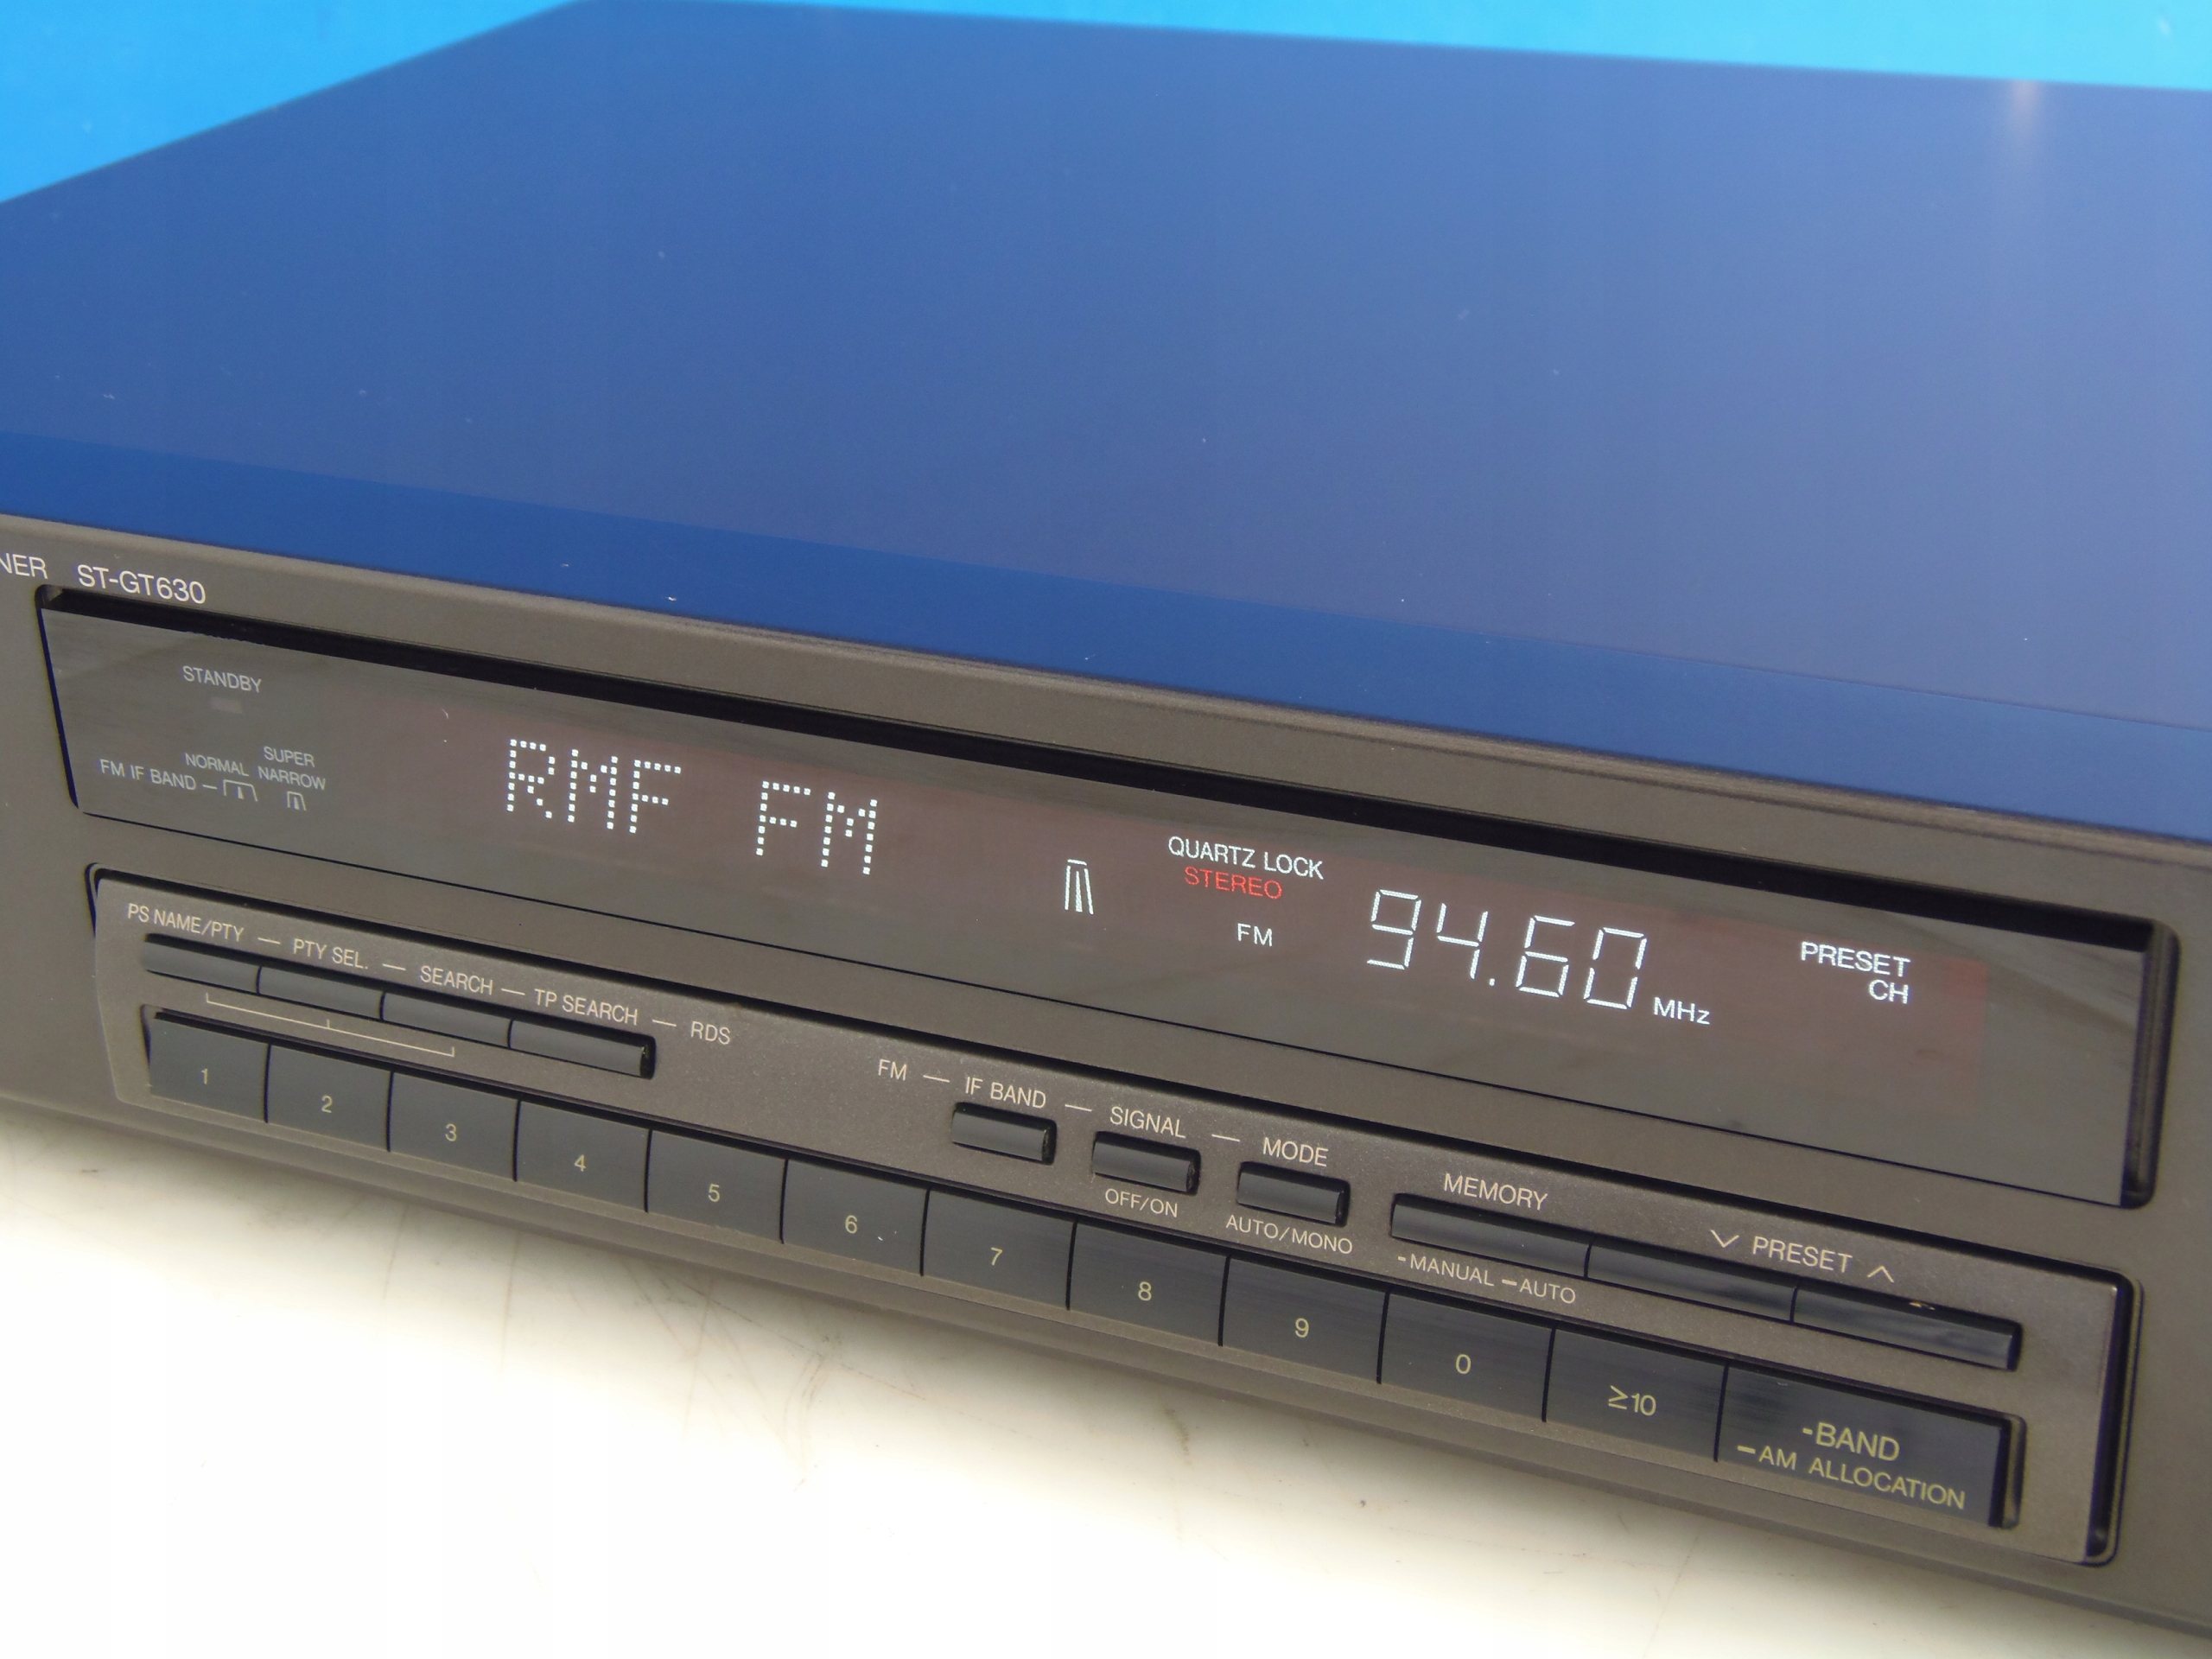 NER ST-GT630
STANDBY
FM IF BAND — NORMAL SUPER NARROW
RMF FM
QUARTZ LOCK
STEREO
FM 94.60 MHz
PRESET
CH
PS NAME/PTY — PTY SEL. — SEARCH — TP SEARCH — RDS
FM — IF BAND — SIGNAL — MODE
OFF/ON
AUTO/MONO
MEMORY
-MANUAL —AUTO
∨ PRESET ∧
1 2 3 4 5 6 7 8 9 0 ≥10
-BAND
—AM ALLOCATION